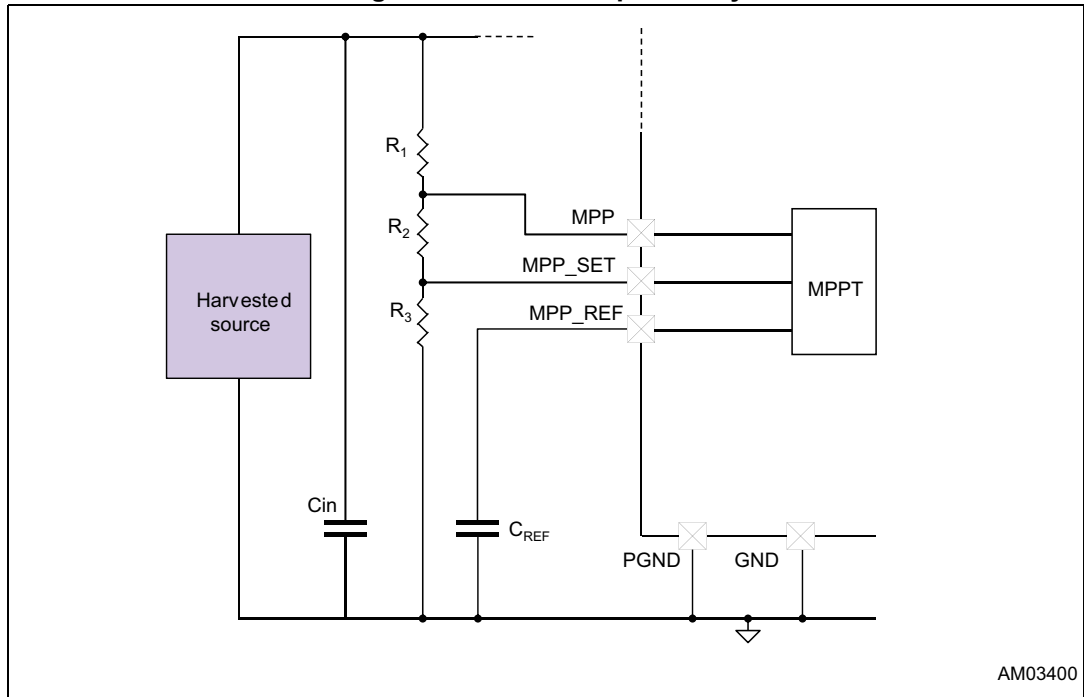 R1
R2
R3
MPP
MPP_SET
MPP_REF
MPPT
Harvested
source
Cin
CREF
PGND
GND
AM03400